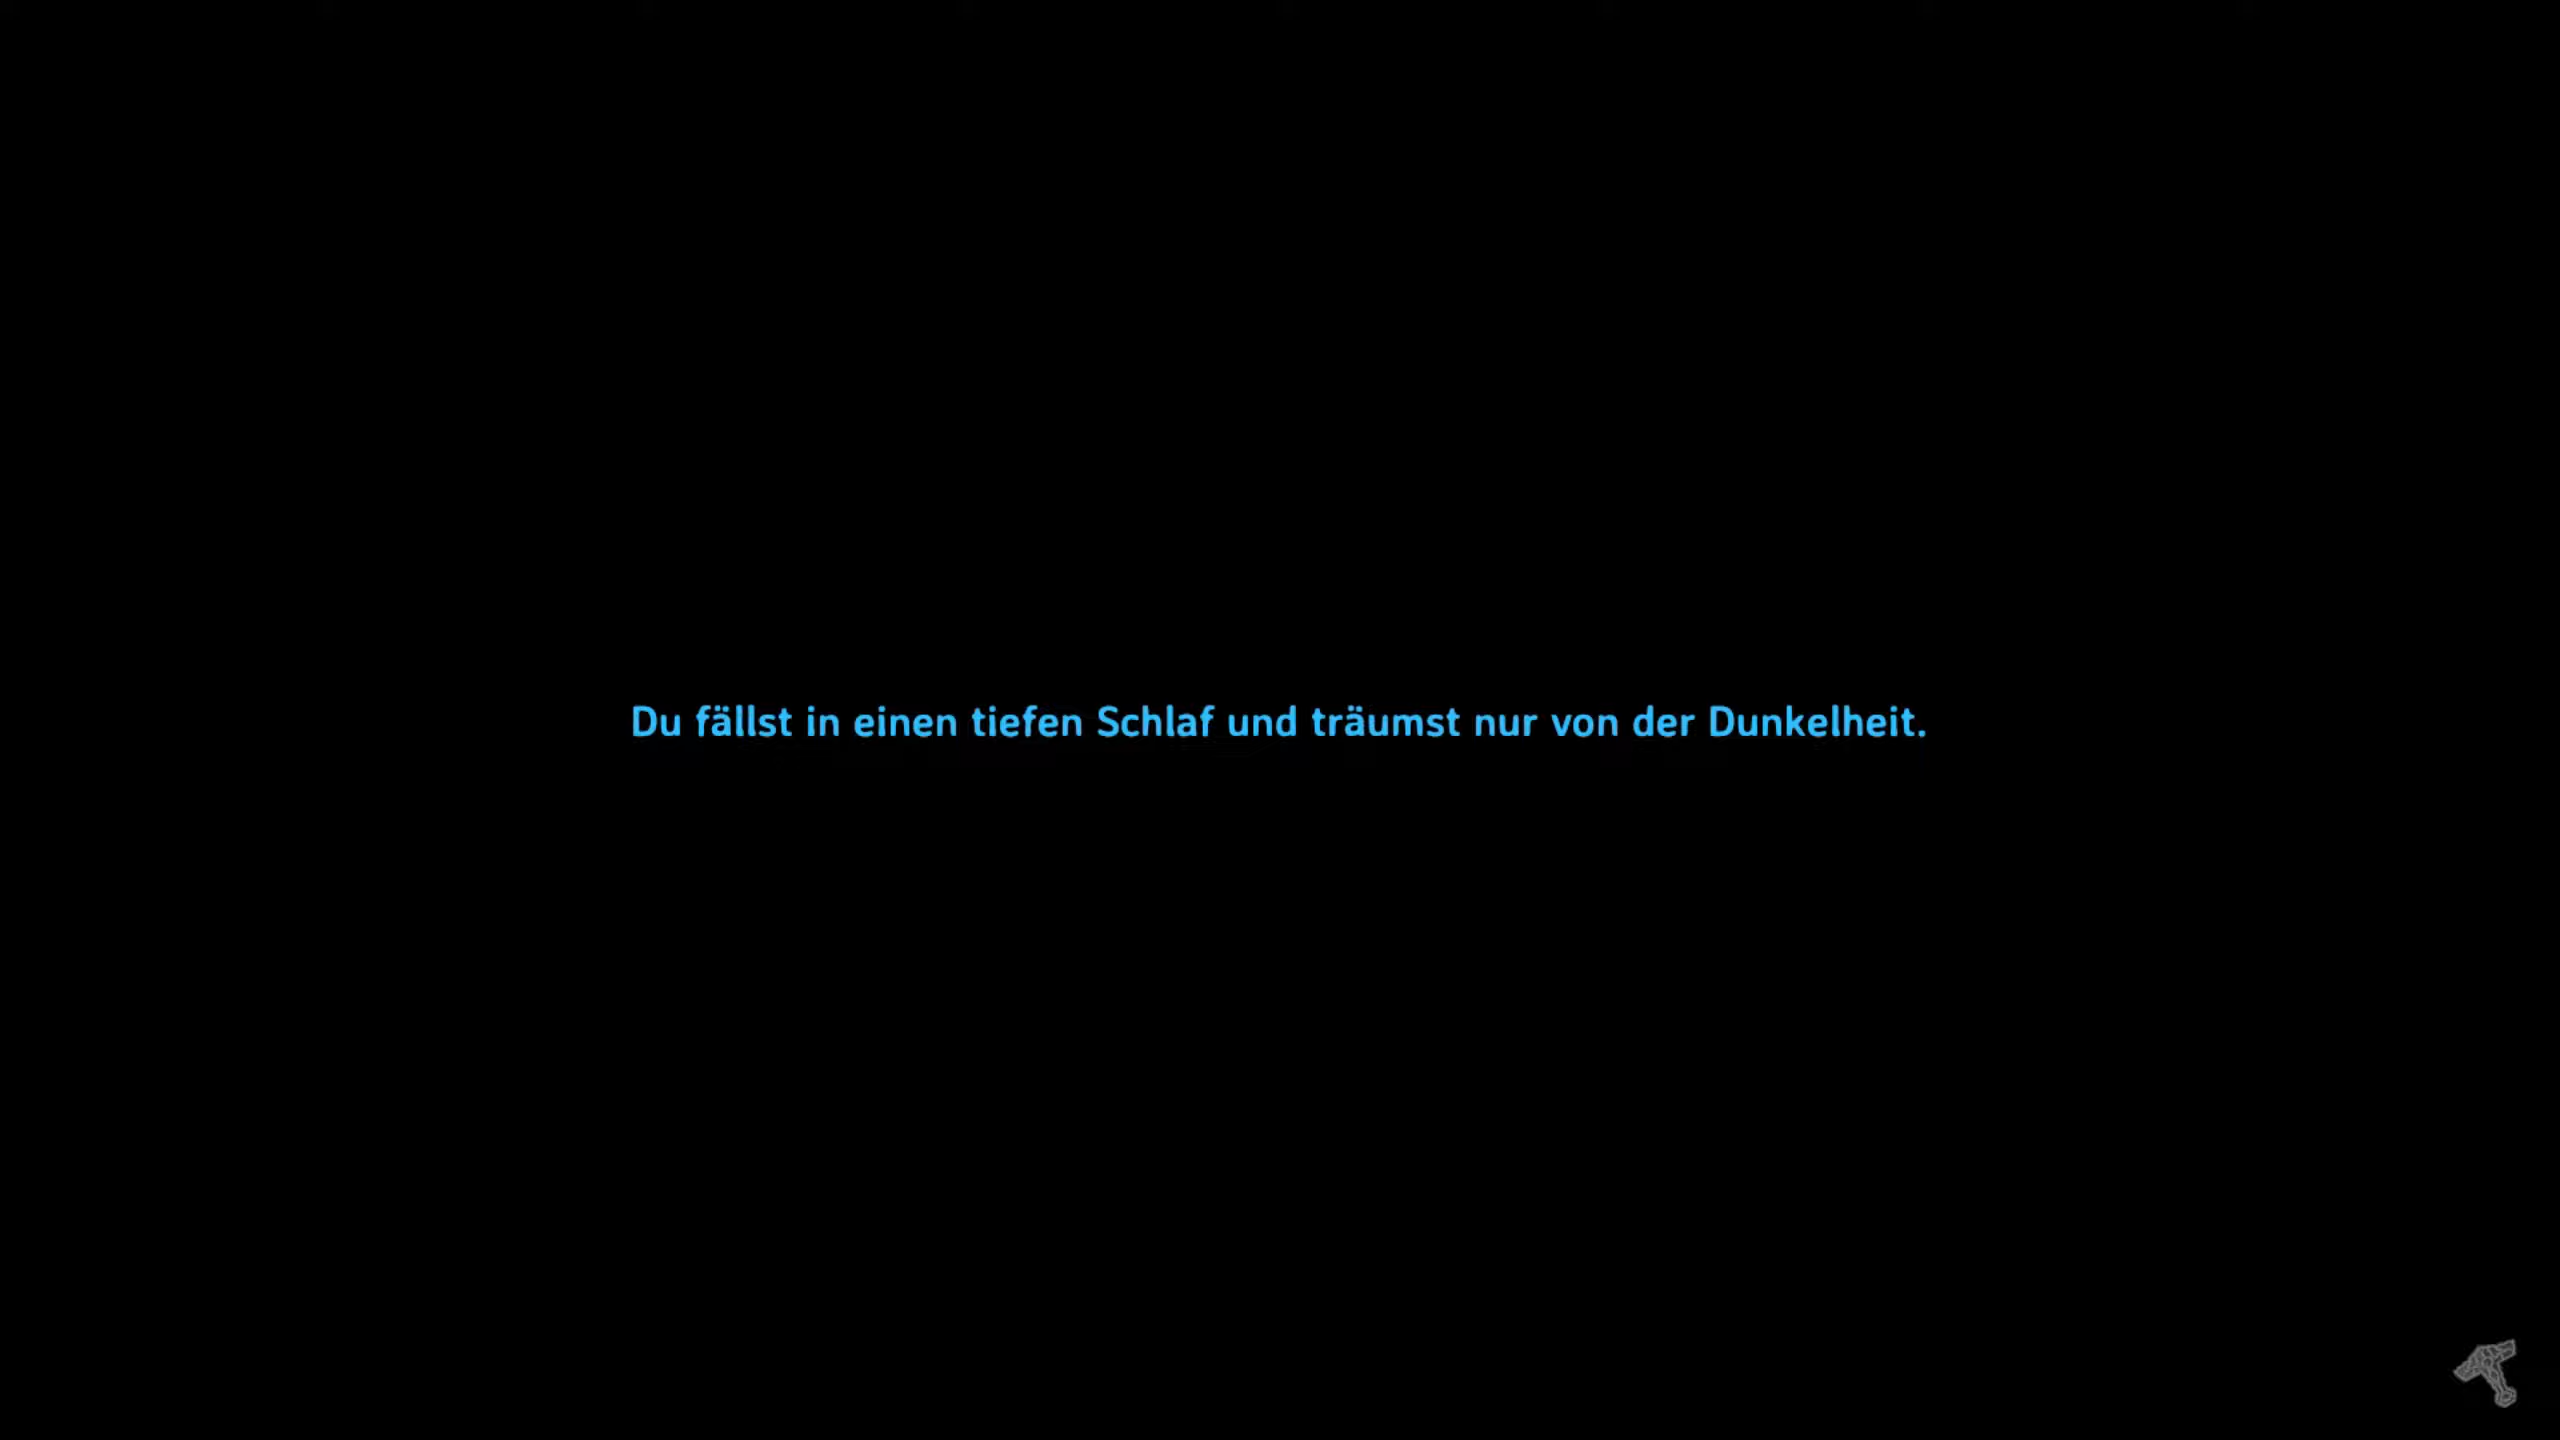 Du fällst in einen tiefen Schlaf und träumst nur von der Dunkelheit.